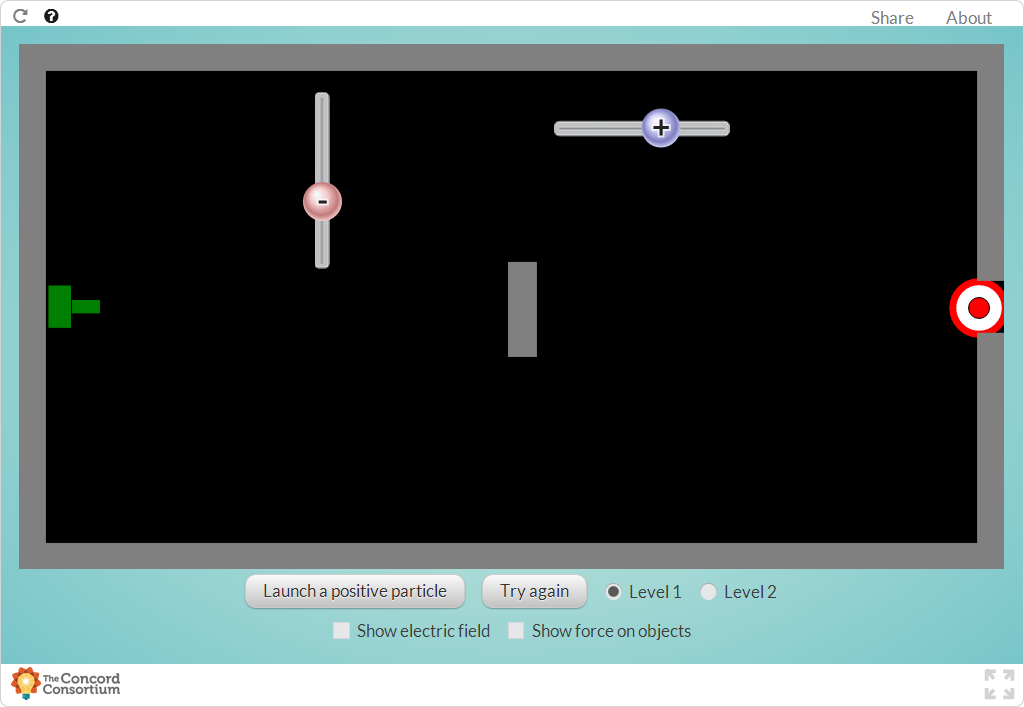 Share About
+
-
Launch a positive particle Try again Level 1 Level 2
Show electric field Show force on objects
The Concord
Consortium